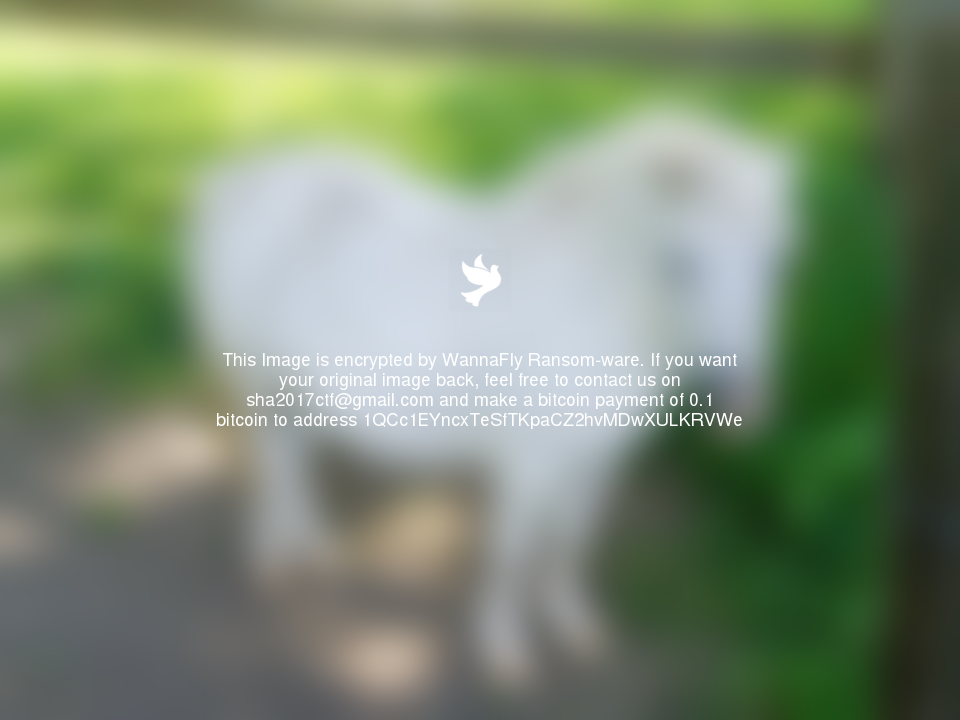 This Image is encrypted by WannaFly Ransom-ware. If you want
your original image back, feel free to contact us on
sha2017ctf@gmail.com and make a bitcoin payment of 0.1
bitcoin to address 1QCc1EYncxTeSfTKpaCZ2hvMDwXULKRVWe